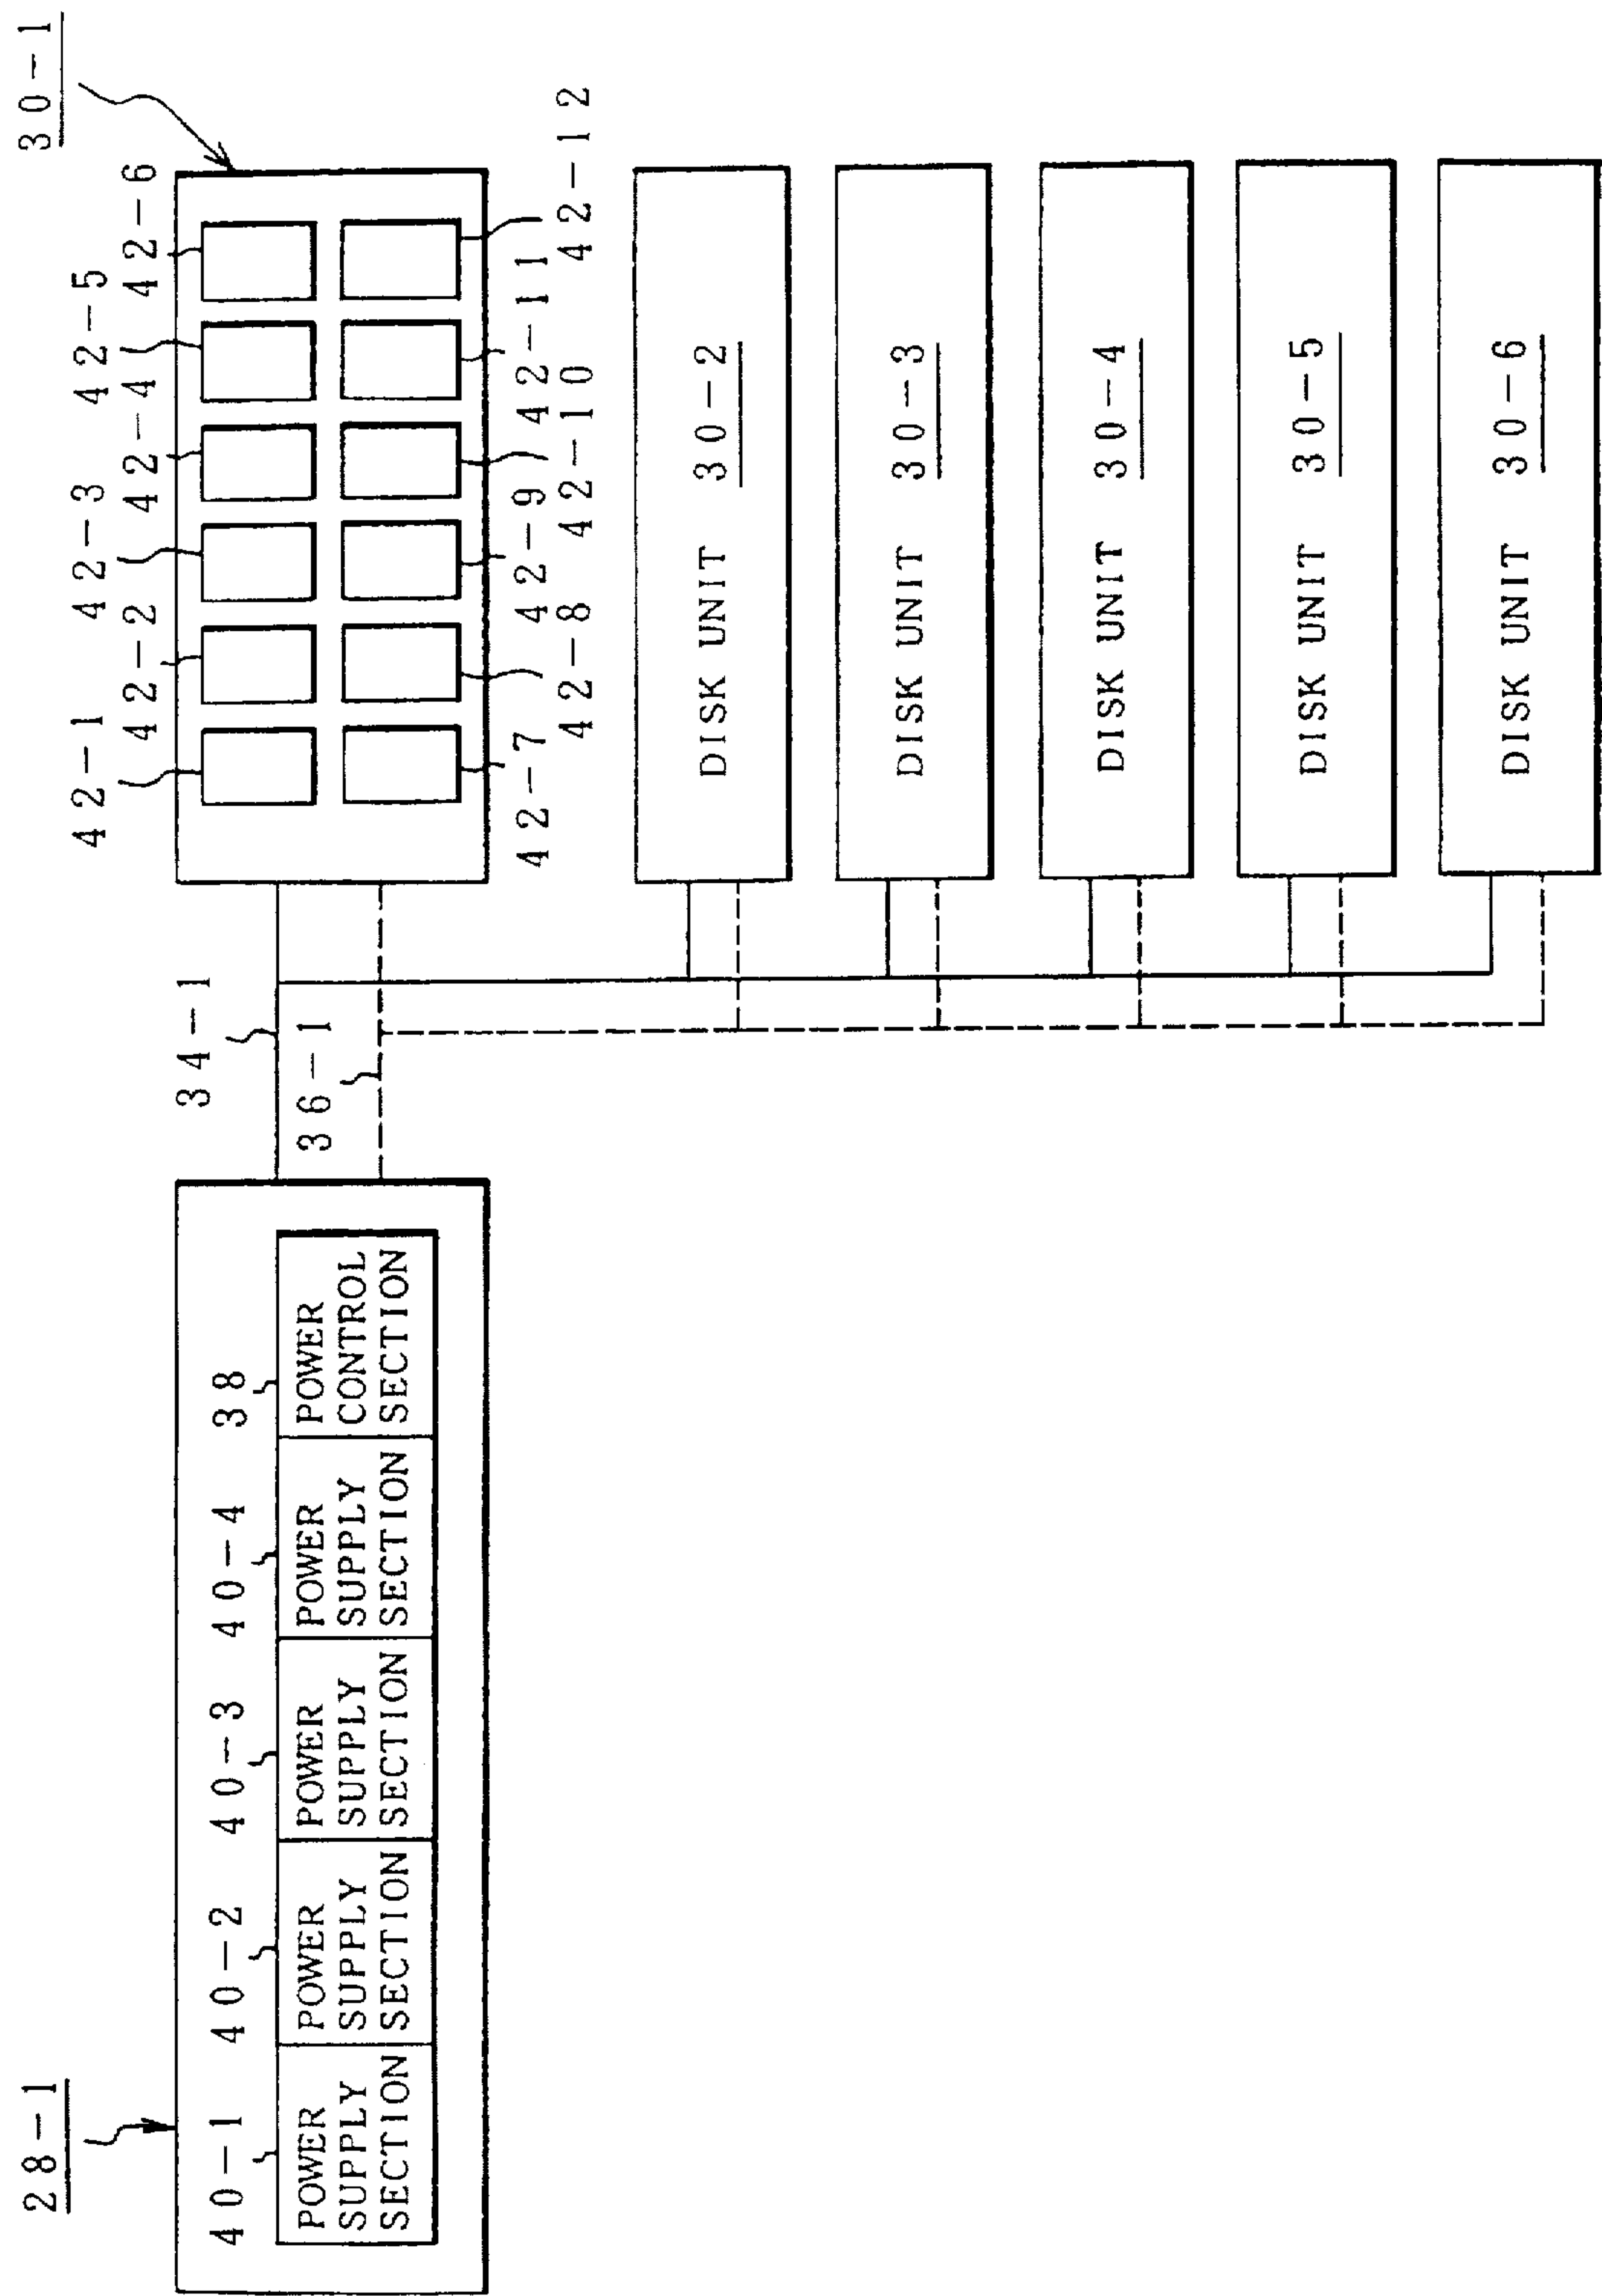 28-1
40-1
40-2
40-3
40-4
38
POWER
SUPPLY
SECTION
POWER
SUPPLY
SECTION
POWER
SUPPLY
SECTION
POWER
SUPPLY
SECTION
POWER
CONTROL
SECTION
34-1
36-1
30-1
42-1
42-2
42-3
42-4
42-5
42-6
42-7
42-8
42-9
42-10
42-11
42-12
DISK UNIT 30-2
DISK UNIT 30-3
DISK UNIT 30-4
DISK UNIT 30-5
DISK UNIT 30-6